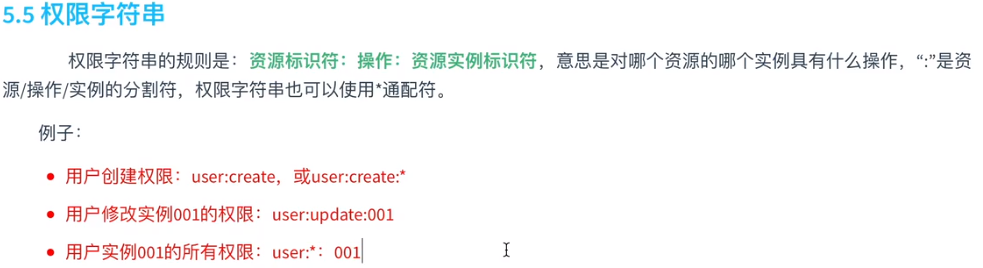 5.5 权限字符串
权限字符串的规则是：资源标识符：操作：资源实例标识符，意思是对哪个资源的哪个实例具有什么操作，“:”是资
源/操作/实例的分割符，权限字符串也可以使用*通配符。
例子：
用户创建权限：user:create，或user:create:*
用户修改实例001的权限：user:update:001
用户实例001的所有权限：user:*：001